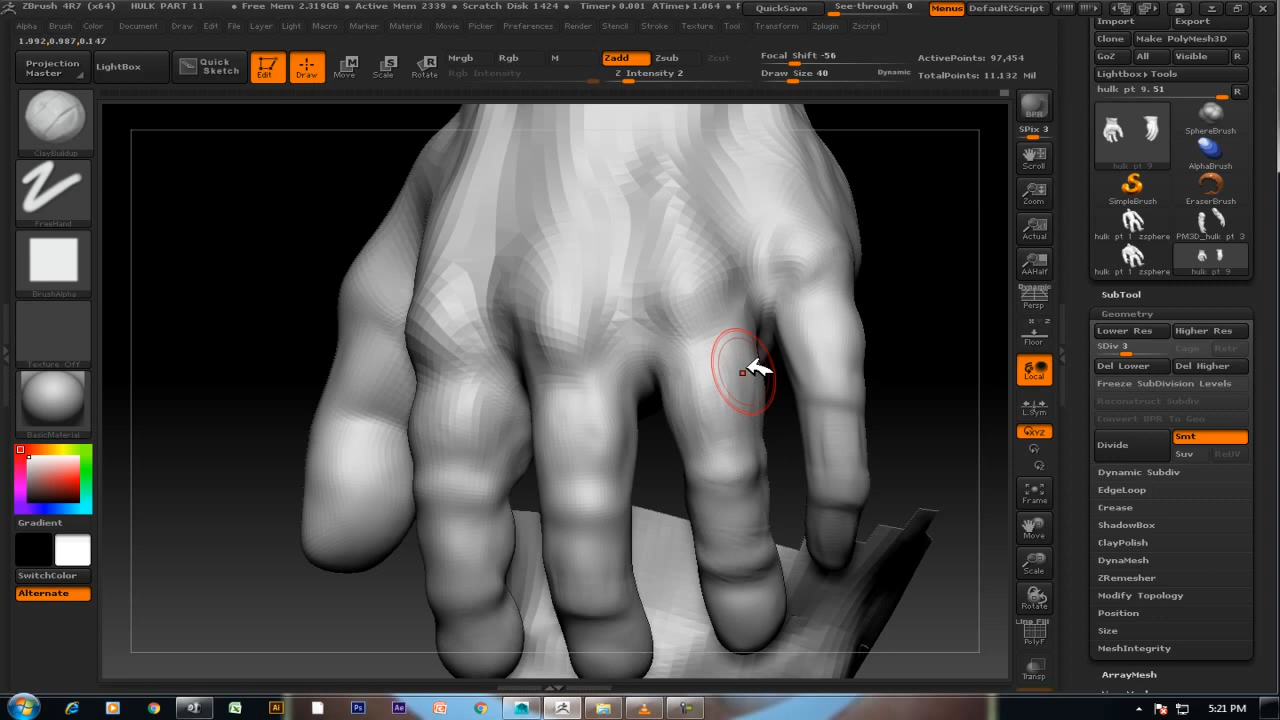 ZBrush 4R7 (x64) HULK PART 11 • Free Mem 2.319GB • Active Mem 2339 • Scratch Disk 1424 • Timer▶0.001 ATime▶1.064 QuickSave See-through 0 Menus DefaultZScript
Alpha Brush Color Document Draw Edit File Layer Light Macro Marker Material Movie Picker Preferences Render Stencil Stroke Texture Tool Transform Zplugin Zscript
1.992,0.987,0.147
Projection Master
LightBox
Quick Sketch
Edit
Draw
Move
Scale
Rotate
Mrgb Rgb M
Rgb Intensity
Zadd Zsub Zcut
Z Intensity 2
Focal Shift -56
Draw Size 40 Dynamic
ActivePoints: 97,454
TotalPoints: 11.132 Mil
ClayBuildup
FreeHand
BrushAlpha
Texture Off
BasicMaterial
Gradient
SwitchColor
Alternate
BPR
SPix 3
Scroll
Zoom
Actual
AAHalf
Dynamic
Persp
X Z
Floor
Local
L.Sym
XYZ
Y
Z
Frame
Move
Scale
Rotate
Line Fill
PolyF
Transp
Import Export
Clone Make PolyMesh3D
GoZ All Visible R
Lightbox▶Tools
hulk pt 9. 51 R
hulk pt 9
SphereBrush
AlphaBrush
SimpleBrush EraserBrush
hulk pt 1 zsphere PM3D_hulk pt 3
hulk pt 1 zsphere hulk pt 9
SubTool
Geometry
Lower Res Higher Res
SDiv 3 Cage Rstr
Del Lower Del Higher
Freeze SubDivision Levels
Reconstruct Subdiv
Convert BPR To Geo
Divide Smt
Suv ReUV
Dynamic Subdiv
EdgeLoop
Crease
ShadowBox
ClayPolish
DynaMesh
ZRemesher
Modify Topology
Position
Size
MeshIntegrity
ArrayMesh
5:21 PM